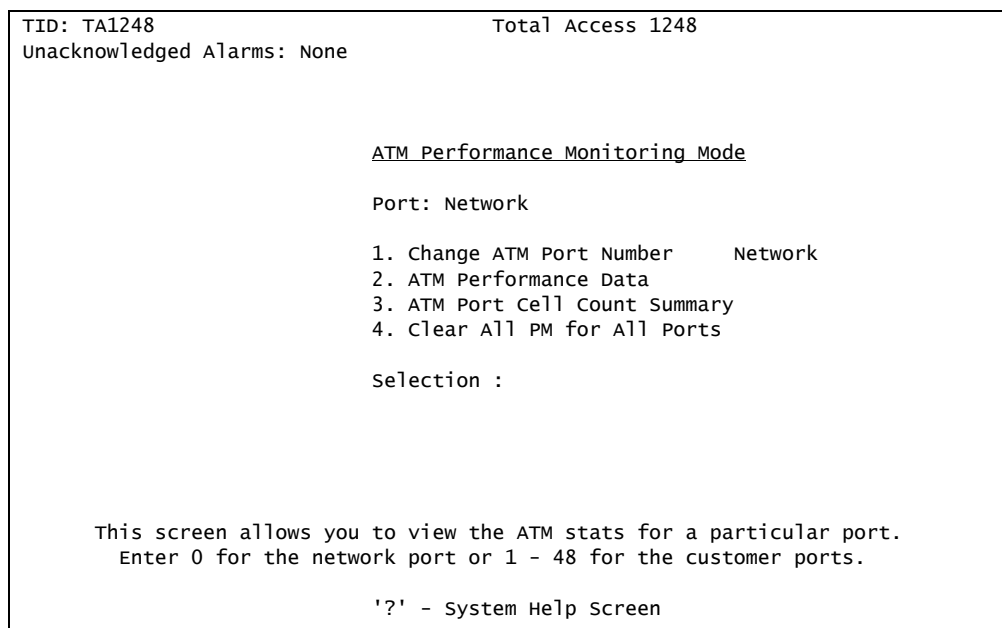 TID: TA1248 Total Access 1248
Unacknowledged Alarms: None
ATM Performance Monitoring Mode
Port: Network
1. Change ATM Port Number Network
2. ATM Performance Data
3. ATM Port Cell Count Summary
4. Clear All PM for All Ports
Selection :
This screen allows you to view the ATM stats for a particular port.
Enter 0 for the network port or 1 - 48 for the customer ports.
'?' - System Help Screen